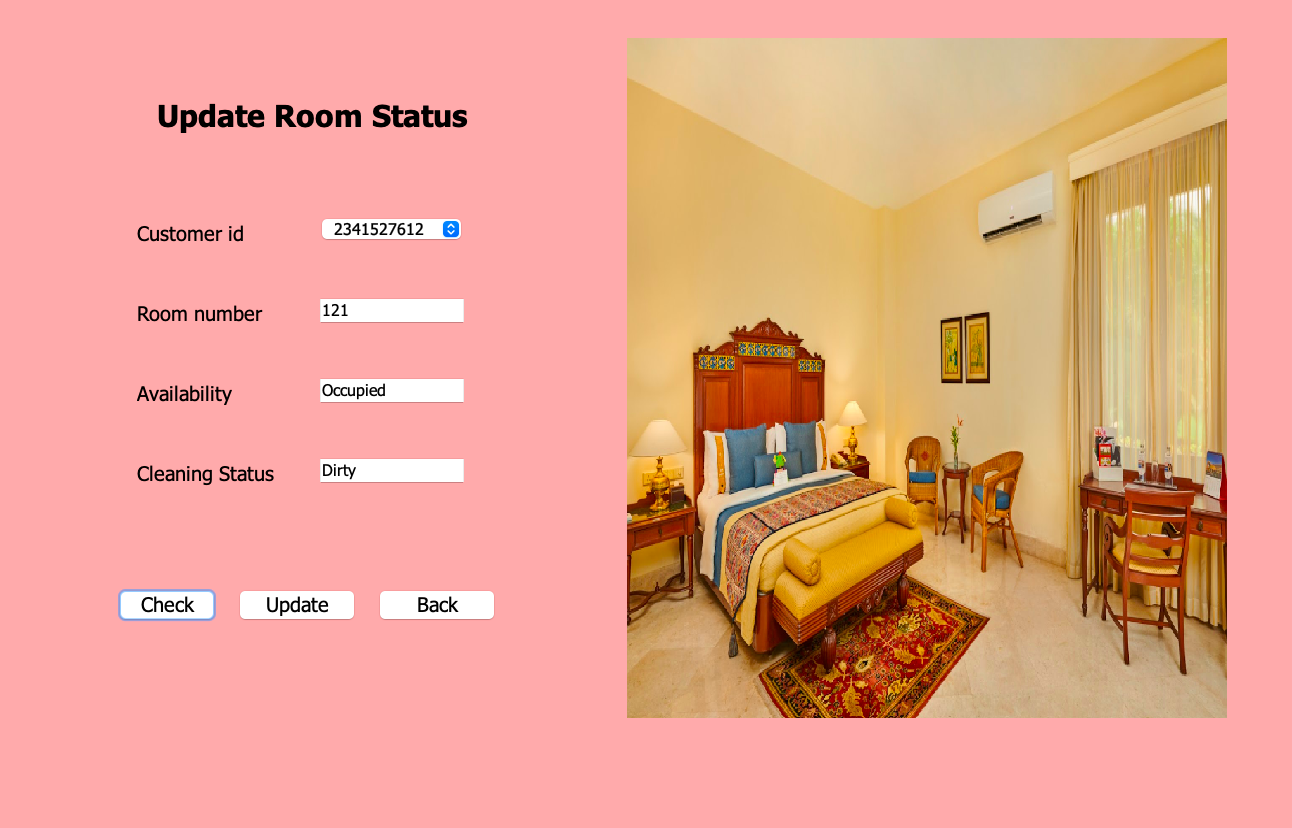 Update Room Status
Customer id 2341527612
Room number 121
Availability Occupied
Cleaning Status Dirty
Check Update Back